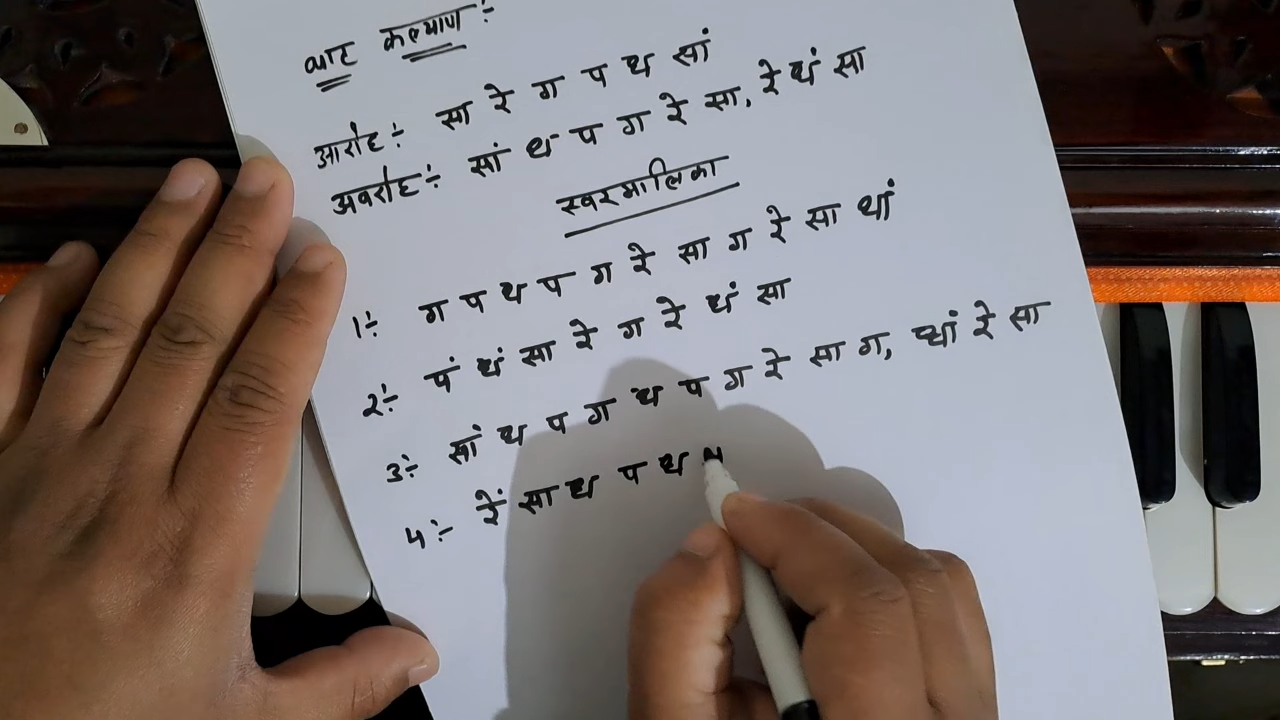 थाट कल्याण ÷
आरोह ÷ सा रे ग प ध सां
अवरोह ÷ सां ध प ग रे सा, रे धं सा
स्वरमालिका
1 ÷ ग प ध प ग रे सा ग रे सा धां
2 ÷ पं धं सा रे ग रे धं सा
3 ÷ सां ध प ग ध प ग रे सा ग, धां रे सा
4 ÷ रें सा ध प ध